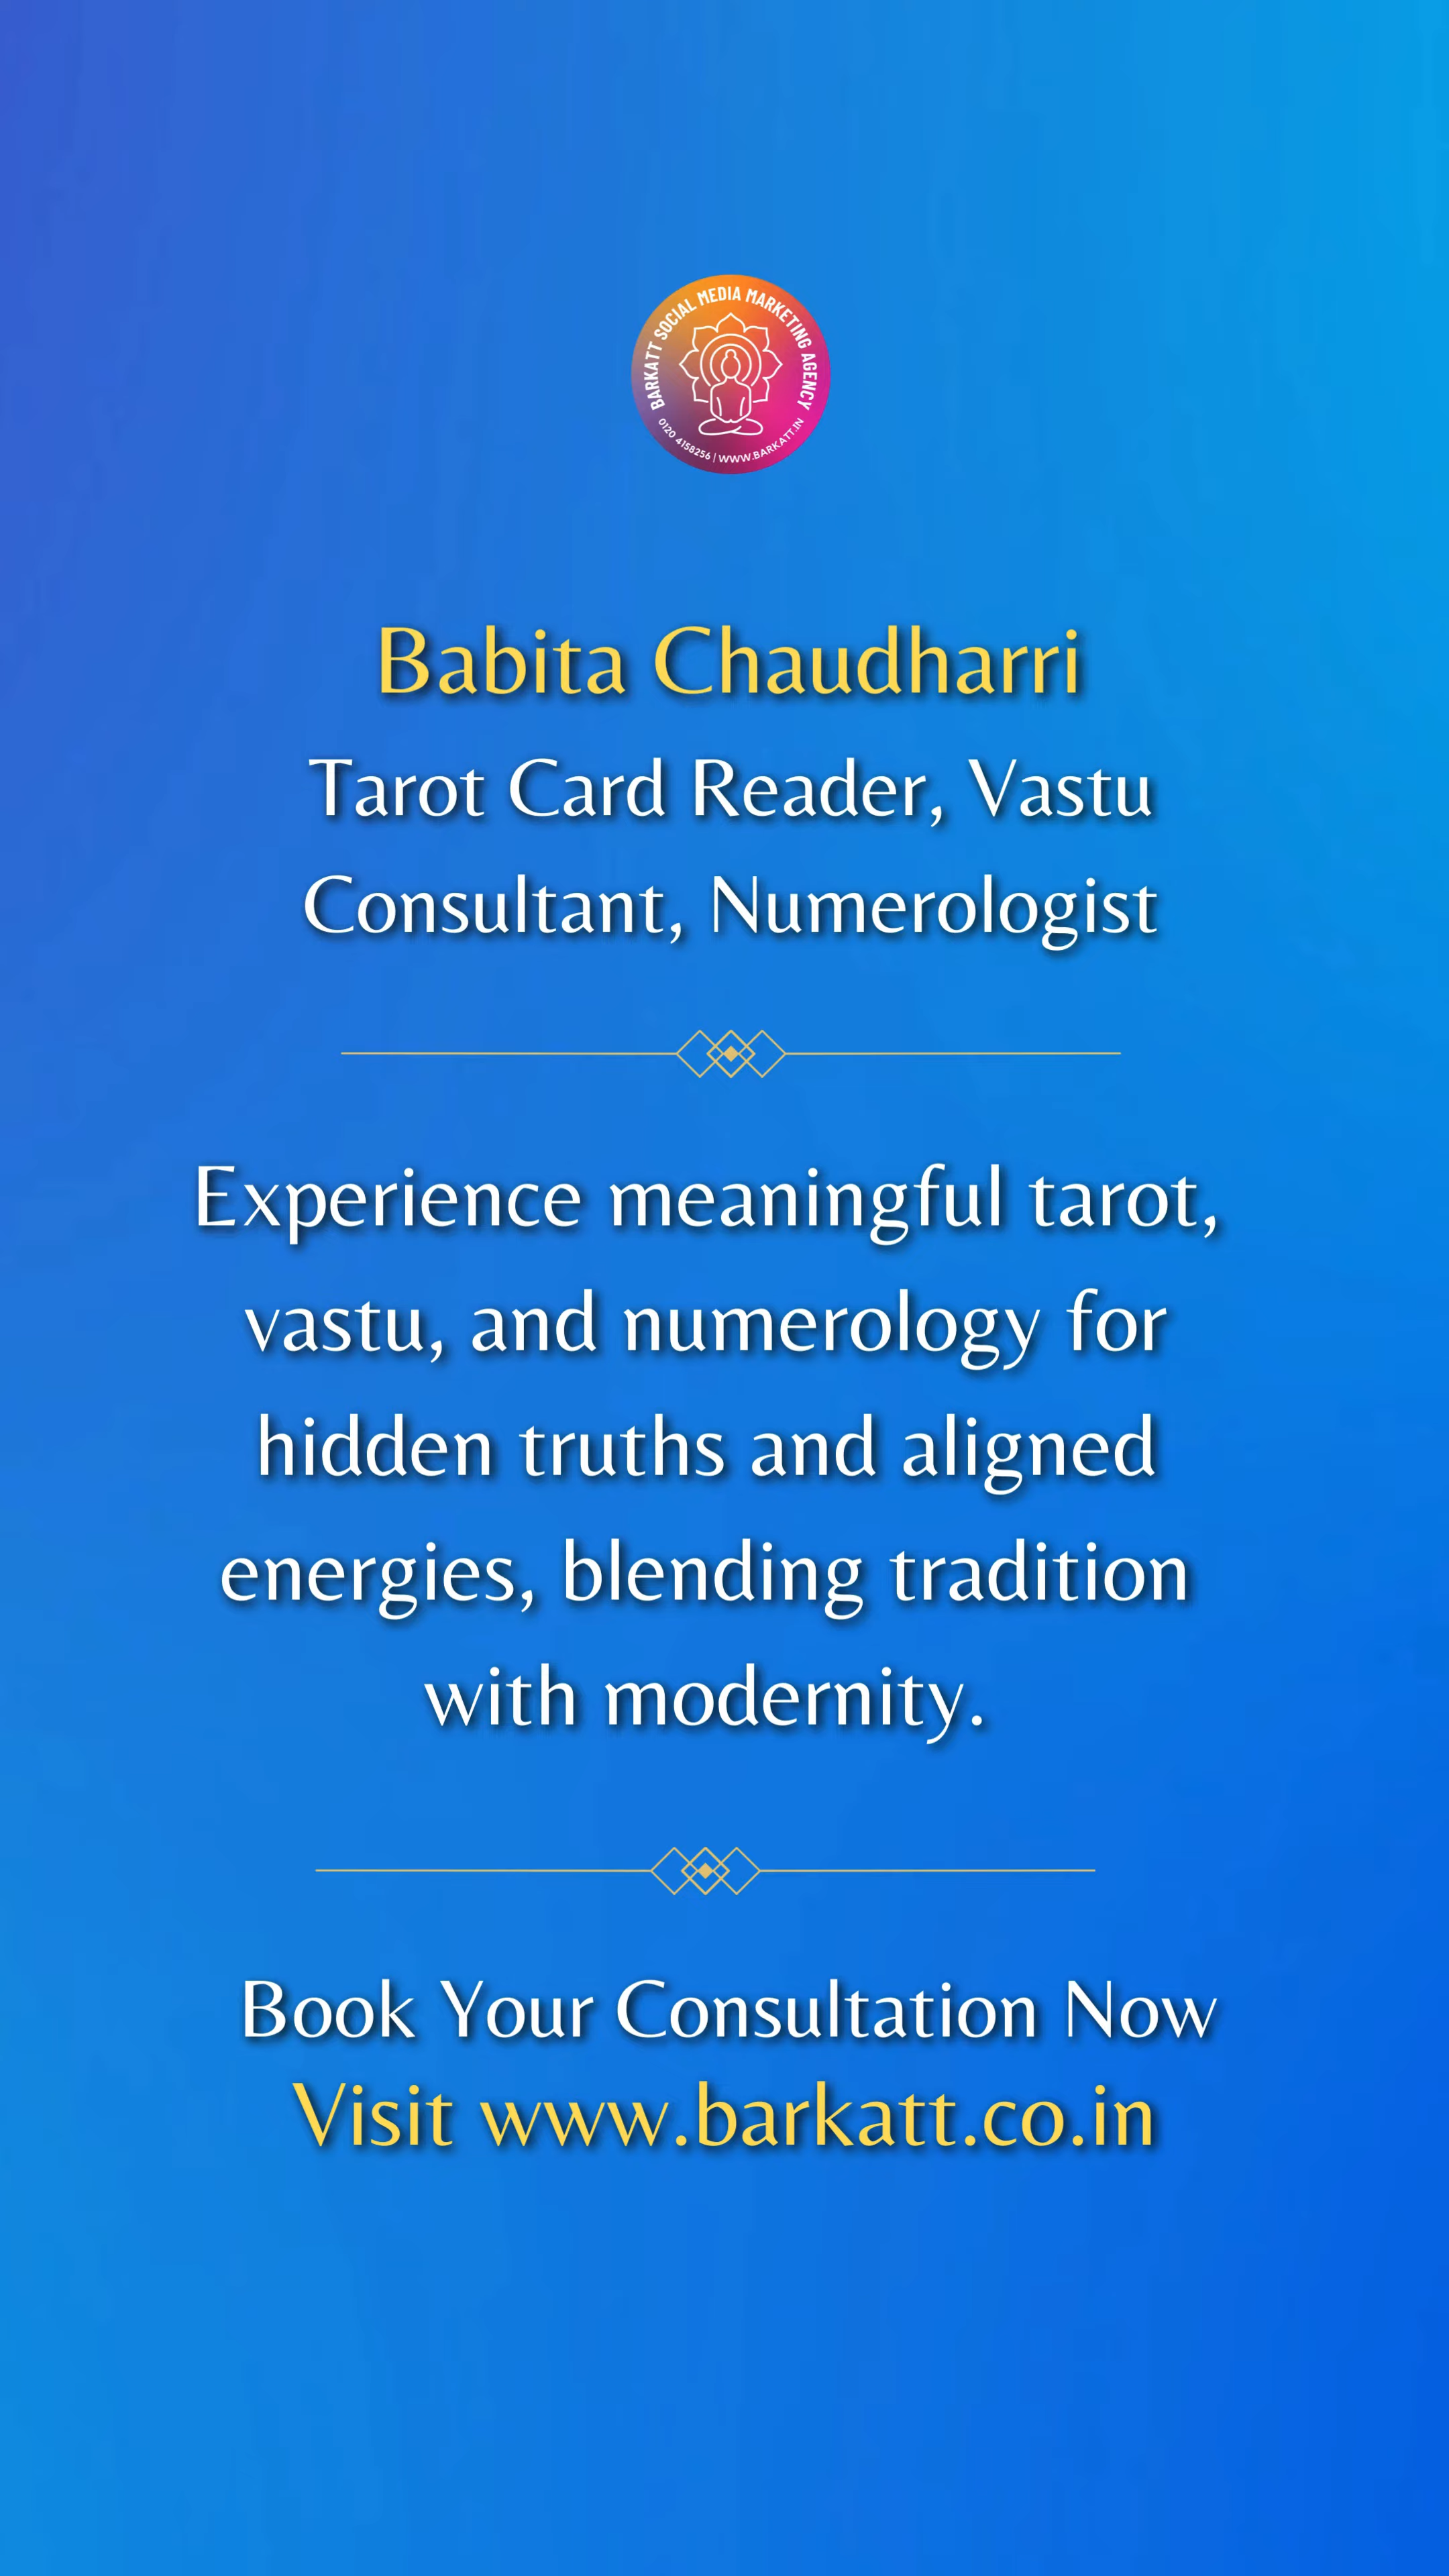 BARKATT SOCIAL MEDIA MARKETING AGENCY
0120 4158256 | WWW.BARKATT.IN
Babita Chaudharri
Tarot Card Reader, Vastu
Consultant, Numerologist
Experience meaningful tarot,
vastu, and numerology for
hidden truths and aligned
energies, blending tradition
with modernity.
Book Your Consultation Now
Visit www.barkatt.co.in